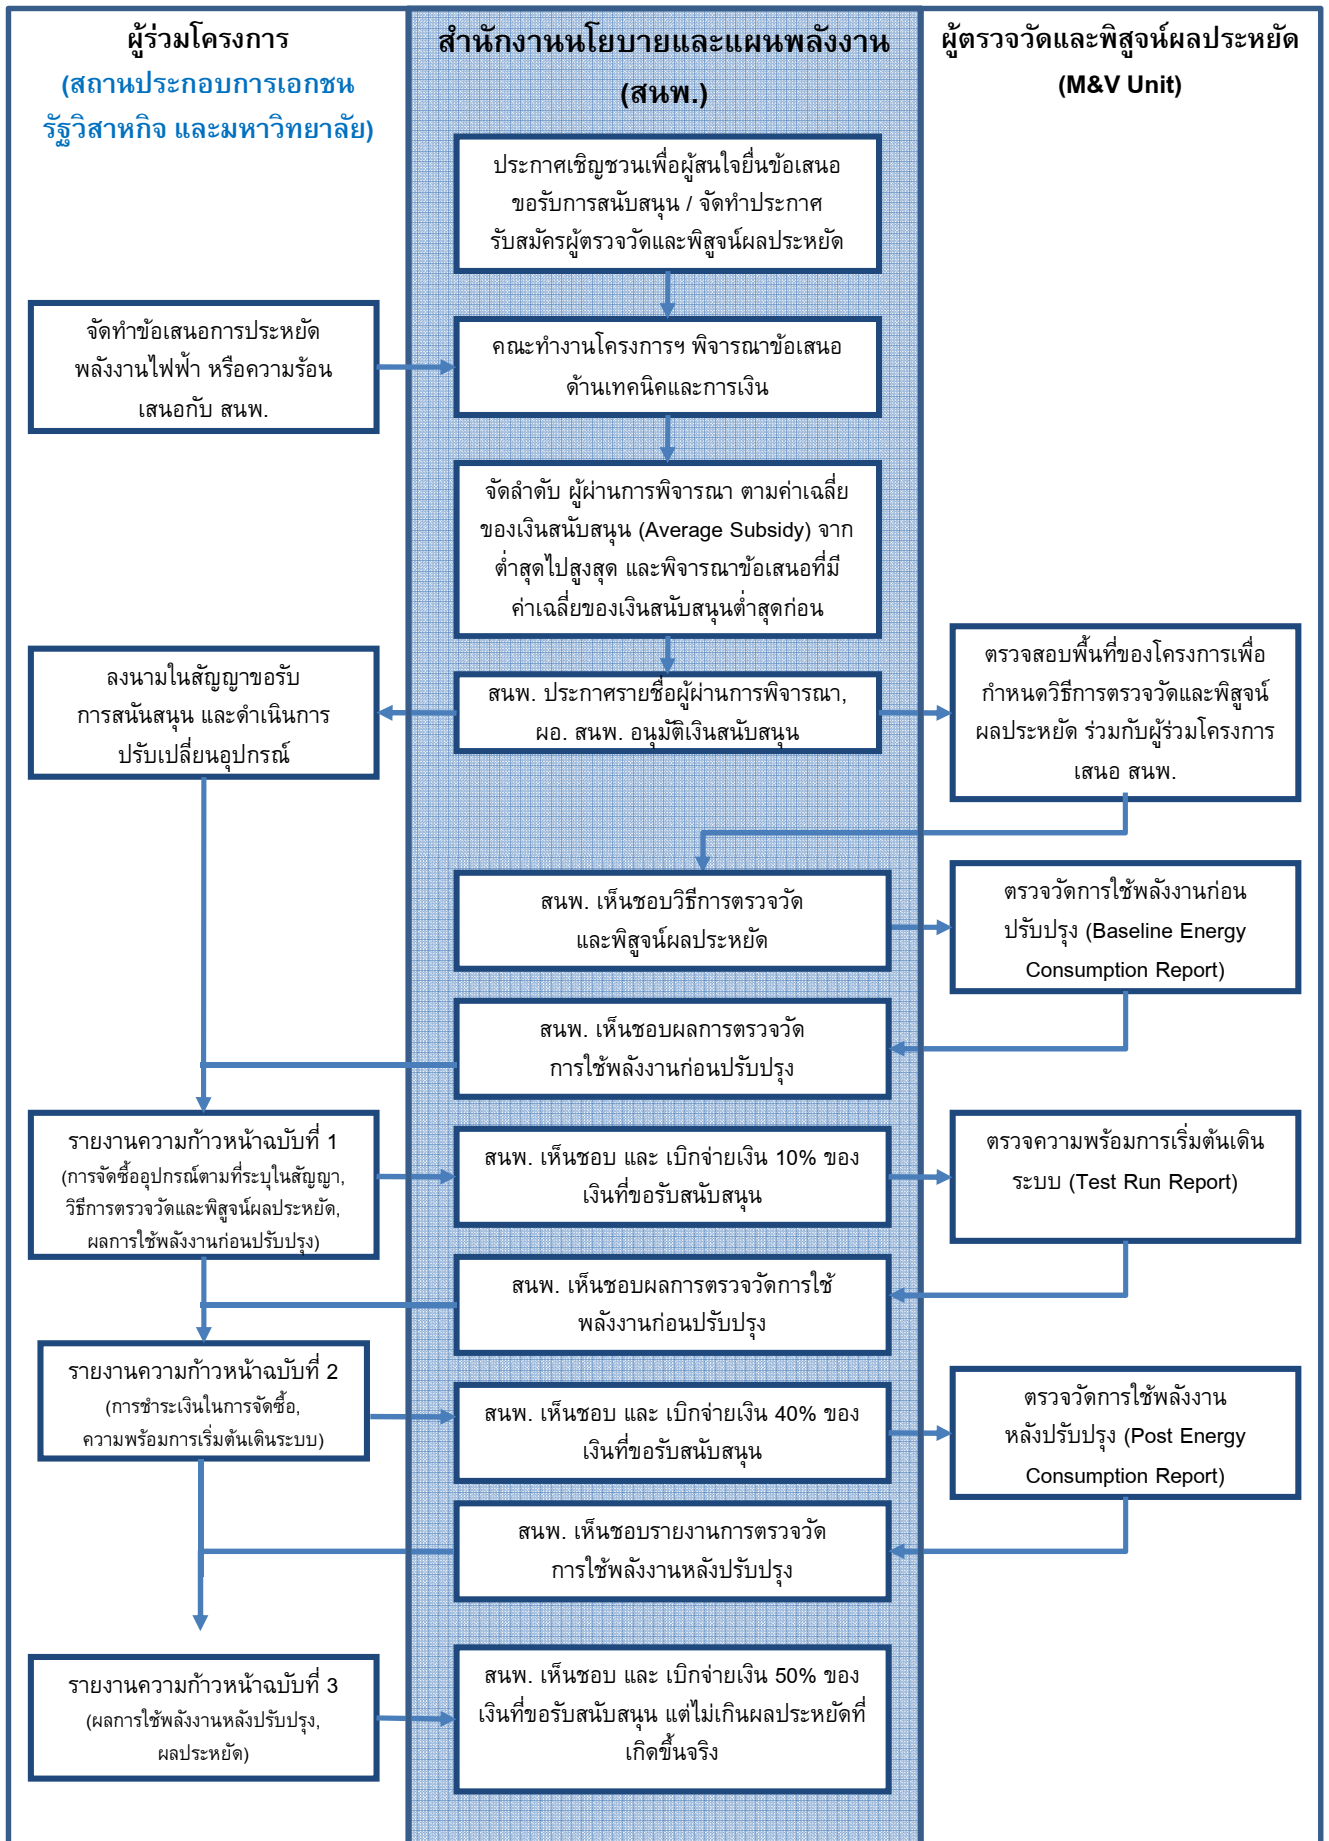 ผู้ร่วมโครงการ
(สถานประกอบการเอกชน
รัฐวิสาหกิจ และมหาวิทยาลัย)
สำนักงานนโยบายและแผนพลังงาน
(สนพ.)
ผู้ตรวจวัดและพิสูจน์ผลประหยัด
(M&V Unit)
ประกาศเชิญชวนเพื่อผู้สนใจยื่นข้อเสนอ
ขอรับการสนับสนุน / จัดทำประกาศ
รับสมัครผู้ตรวจวัดและพิสูจน์ผลประหยัด
จัดทำข้อเสนอการประหยัด
พลังงานไฟฟ้า หรือความร้อน
เสนอกับ สนพ.
คณะทำงานโครงการฯ พิจารณาข้อเสนอ
ด้านเทคนิคและการเงิน
จัดลำดับ ผู้ผ่านการพิจารณา ตามค่าเฉลี่ย
ของเงินสนับสนุน (Average Subsidy) จาก
ต่ำสุดไปสูงสุด และพิจารณาข้อเสนอที่มี
ค่าเฉลี่ยของเงินสนับสนุนต่ำสุดก่อน
ลงนามในสัญญาขอรับ
การสนันสนุน และดำเนินการ
ปรับเปลี่ยนอุปกรณ์
สนพ. ประกาศรายชื่อผู้ผ่านการพิจารณา,
ผอ. สนพ. อนุมัติเงินสนับสนุน
ตรวจสอบพื้นที่ของโครงการเพื่อ
กำหนดวิธีการตรวจวัดและพิสูจน์
ผลประหยัด ร่วมกับผู้ร่วมโครงการ
เสนอ สนพ.
สนพ. เห็นชอบวิธีการตรวจวัด
และพิสูจน์ผลประหยัด
ตรวจวัดการใช้พลังงานก่อน
ปรับปรุง (Baseline Energy
Consumption Report)
สนพ. เห็นชอบผลการตรวจวัด
การใช้พลังงานก่อนปรับปรุง
รายงานความก้าวหน้าฉบับที่ 1
(การจัดซื้ออุปกรณ์ตามที่ระบุในสัญญา,
วิธีการตรวจวัดและพิสูจน์ผลประหยัด,
ผลการใช้พลังงานก่อนปรับปรุง)
สนพ. เห็นชอบ และ เบิกจ่ายเงิน 10% ของ
เงินที่ขอรับสนับสนุน
ตรวจความพร้อมการเริ่มต้นเดิน
ระบบ (Test Run Report)
สนพ. เห็นชอบผลการตรวจวัดการใช้
พลังงานก่อนปรับปรุง
รายงานความก้าวหน้าฉบับที่ 2
(การชำระเงินในการจัดซื้อ,
ความพร้อมการเริ่มต้นเดินระบบ)
สนพ. เห็นชอบ และ เบิกจ่ายเงิน 40% ของ
เงินที่ขอรับสนับสนุน
ตรวจวัดการใช้พลังงาน
หลังปรับปรุง (Post Energy
Consumption Report)
สนพ. เห็นชอบรายงานการตรวจวัด
การใช้พลังงานหลังปรับปรุง
รายงานความก้าวหน้าฉบับที่ 3
(ผลการใช้พลังงานหลังปรับปรุง,
ผลประหยัด)
สนพ. เห็นชอบ และ เบิกจ่ายเงิน 50% ของ
เงินที่ขอรับสนับสนุน แต่ไม่เกินผลประหยัดที่
เกิดขึ้นจริง